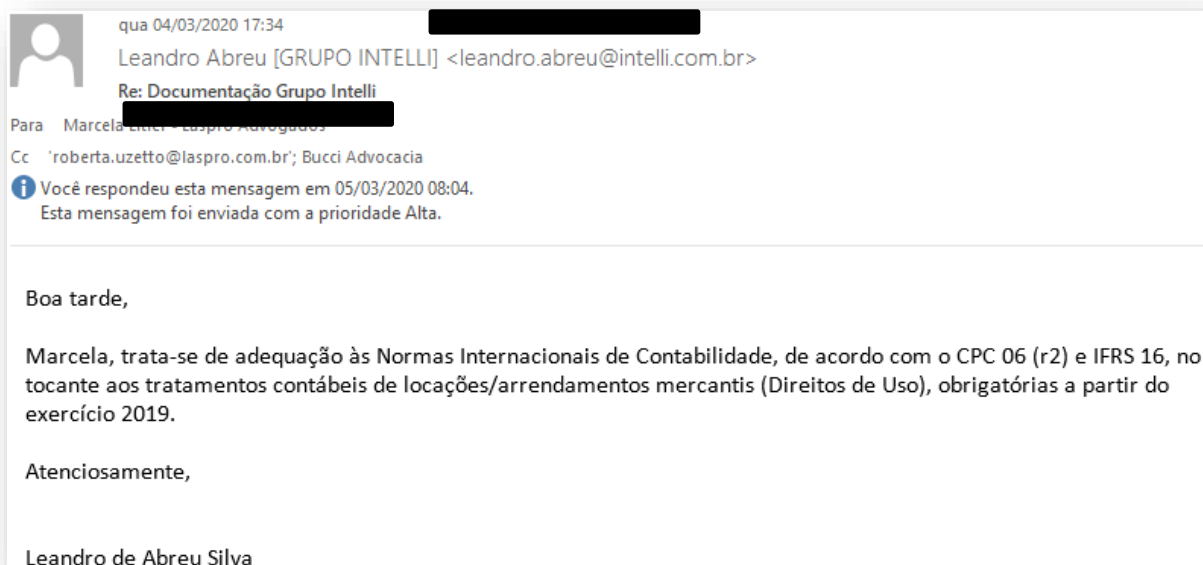 qua 04/03/2020 17:34
Leandro Abreu [GRUPO INTELLI] <leandro.abreu@intelli.com.br>
Re: Documentação Grupo Intelli
Para Marcela
Cc 'roberta.uzetto@laspro.com.br'; Bucci Advocacia
Você respondeu esta mensagem em 05/03/2020 08:04.
Esta mensagem foi enviada com a prioridade Alta.
Boa tarde,
Marcela, trata-se de adequação às Normas Internacionais de Contabilidade, de acordo com o CPC 06 (r2) e IFRS 16, no
tocante aos tratamentos contábeis de locações/arrendamentos mercantis (Direitos de Uso), obrigatórias a partir do
exercício 2019.
Atenciosamente,
Leandro de Abreu Silva